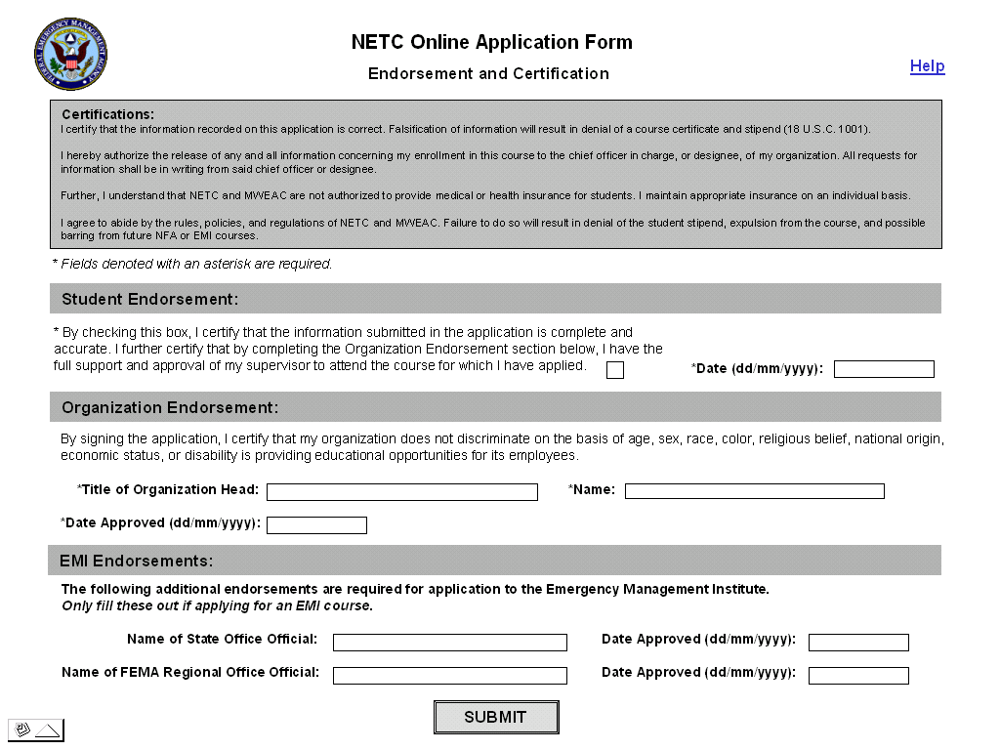 FEDERAL EMERGENCY MANAGEMENT AGENCY
NETC Online Application Form
Endorsement and Certification
Help
Certifications:
I certify that the information recorded on this application is correct. Falsification of information will result in denial of a course certificate and stipend (18 U.S.C. 1001).
I hereby authorize the release of any and all information concerning my enrollment in this course to the chief officer in charge, or designee, of my organization. All requests for
information shall be in writing from said chief officer or designee.
Further, I understand that NETC and MWEAC are not authorized to provide medical or health insurance for students. I maintain appropriate insurance on an individual basis.
I agree to abide by the rules, policies, and regulations of NETC and MWEAC. Failure to do so will result in denial of the student stipend, expulsion from the course, and possible
barring from future NFA or EMI courses.
* Fields denoted with an asterisk are required.
Student Endorsement:
* By checking this box, I certify that the information submitted in the application is complete and
accurate. I further certify that by completing the Organization Endorsement section below, I have the
full support and approval of my supervisor to attend the course for which I have applied.
*Date (dd/mm/yyyy):
Organization Endorsement:
By signing the application, I certify that my organization does not discriminate on the basis of age, sex, race, color, religious belief, national origin,
economic status, or disability is providing educational opportunities for its employees.
*Title of Organization Head:
*Name:
*Date Approved (dd/mm/yyyy):
EMI Endorsements:
The following additional endorsements are required for application to the Emergency Management Institute.
Only fill these out if applying for an EMI course.
Name of State Office Official:
Date Approved (dd/mm/yyyy):
Name of FEMA Regional Office Official:
Date Approved (dd/mm/yyyy):
SUBMIT